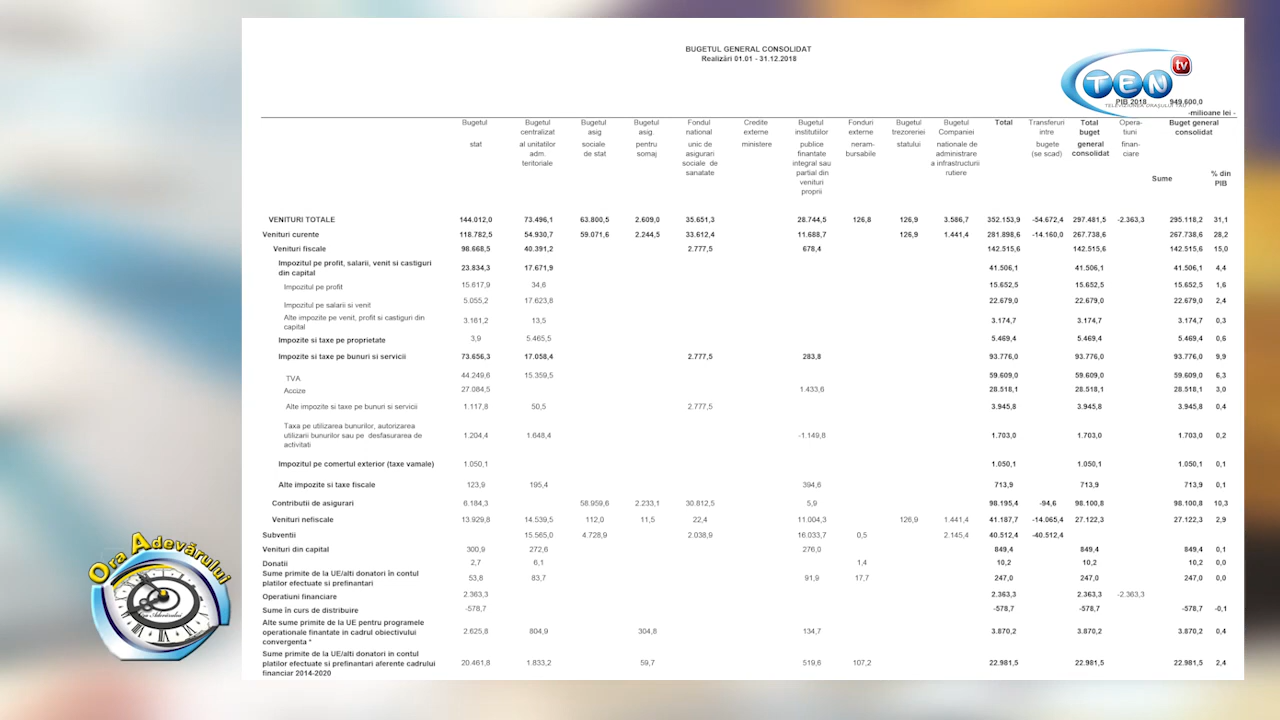 BUGETUL GENERAL CONSOLIDAT
Realizări 01.01 - 31.12.2018
TEN tv
TELEVIZIUNEA ORAȘULUI TĂU
PIB 2018 949.600,0
-milioane lei -
Bugetul Bugetul Bugetul Bugetul Fondul Credite Bugetul Fonduri Bugetul Bugetul Total Transferuri Total Opera- Buget general
centralizat asig asig. national externe institutiilor externe trezoreriei Companiei intre buget tiuni consolidat
stat al unitatilor sociale pentru unic de ministere publice neram- statului nationale de bugete general finan-
adm. de stat somaj asigurari finantate bursabile administrare (se scad) consolidat ciare
teritoriale sociale de integral sau a infrastructurii
sanatate partial din rutiere
venituri Sume % din
proprii PIB
VENITURI TOTALE 144.012,0 73.496,1 63.800,5 2.609,0 35.651,3 28.744,5 126,8 126,9 3.586,7 352.153,9 -54.672,4 297.481,5 -2.363,3 295.118,2 31,1
Venituri curente 118.782,5 54.930,7 59.071,6 2.244,5 33.612,4 11.688,7 126,9 1.441,4 281.898,6 -14.160,0 267.738,6 267.738,6 28,2
Venituri fiscale 98.668,5 40.391,2 2.777,5 678,4 142.515,6 142.515,6 142.515,6 15,0
Impozitul pe profit, salarii, venit si castiguri
din capital 23.834,3 17.671,9 41.506,1 41.506,1 41.506,1 4,4
Impozitul pe profit 15.617,9 34,6 15.652,5 15.652,5 15.652,5 1,6
Impozitul pe salarii si venit 5.055,2 17.623,8 22.679,0 22.679,0 22.679,0 2,4
Alte impozite pe venit, profit si castiguri din
capital 3.161,2 13,5 3.174,7 3.174,7 3.174,7 0,3
Impozite si taxe pe proprietate 3,9 5.465,5 5.469,4 5.469,4 5.469,4 0,6
Impozite si taxe pe bunuri si servicii 73.656,3 17.058,4 2.777,5 283,8 93.776,0 93.776,0 93.776,0 9,9
TVA 44.249,6 15.359,5 59.609,0 59.609,0 59.609,0 6,3
Accize 27.084,5 1.433,6 28.518,1 28.518,1 28.518,1 3,0
Alte impozite si taxe pe bunuri si servicii 1.117,8 50,5 2.777,5 3.945,8 3.945,8 3.945,8 0,4
Taxa pe utilizarea bunurilor, autorizarea
utilizarii bunurilor sau pe desfasurarea de
activitati 1.204,4 1.648,4 -1.149,8 1.703,0 1.703,0 1.703,0 0,2
Impozitul pe comertul exterior (taxe vamale) 1.050,1 1.050,1 1.050,1 1.050,1 0,1
Alte impozite si taxe fiscale 123,9 195,4 394,6 713,9 713,9 713,9 0,1
Contributii de asigurari 6.184,3 58.959,6 2.233,1 30.812,5 5,9 98.195,4 -94,6 98.100,8 98.100,8 10,3
Venituri nefiscale 13.929,8 14.539,5 112,0 11,5 22,4 11.004,3 126,9 1.441,4 41.187,7 -14.065,4 27.122,3 27.122,3 2,9
Subventii 15.565,0 4.728,9 2.038,9 16.033,7 0,5 2.145,4 40.512,4 -40.512,4
Venituri din capital 300,9 272,6 276,0 849,4 849,4 849,4 0,1
Donatii 2,7 6,1 1,4 10,2 10,2 10,2 0,0
Sume primite de la UE/alti donatori în contul
platilor efectuate si prefinantari 53,8 83,7 91,9 17,7 247,0 247,0 247,0 0,0
Operatiuni financiare 2.363,3 2.363,3 2.363,3 -2.363,3
Sume în curs de distribuire -578,7 -578,7 -578,7 -578,7 -0,1
Alte sume primite de la UE pentru programele
operationale finantate in cadrul obiectivului
convergenta * 2.625,8 804,9 304,8 134,7 3.870,2 3.870,2 3.870,2 0,4
Sume primite de la UE/alti donatori in contul
platilor efectuate si prefinantari aferente cadrului
financiar 2014-2020 20.461,8 1.833,2 59,7 519,6 107,2 22.981,5 22.981,5 22.981,5 2,4
Ora Adevărului
Ora Adevărului